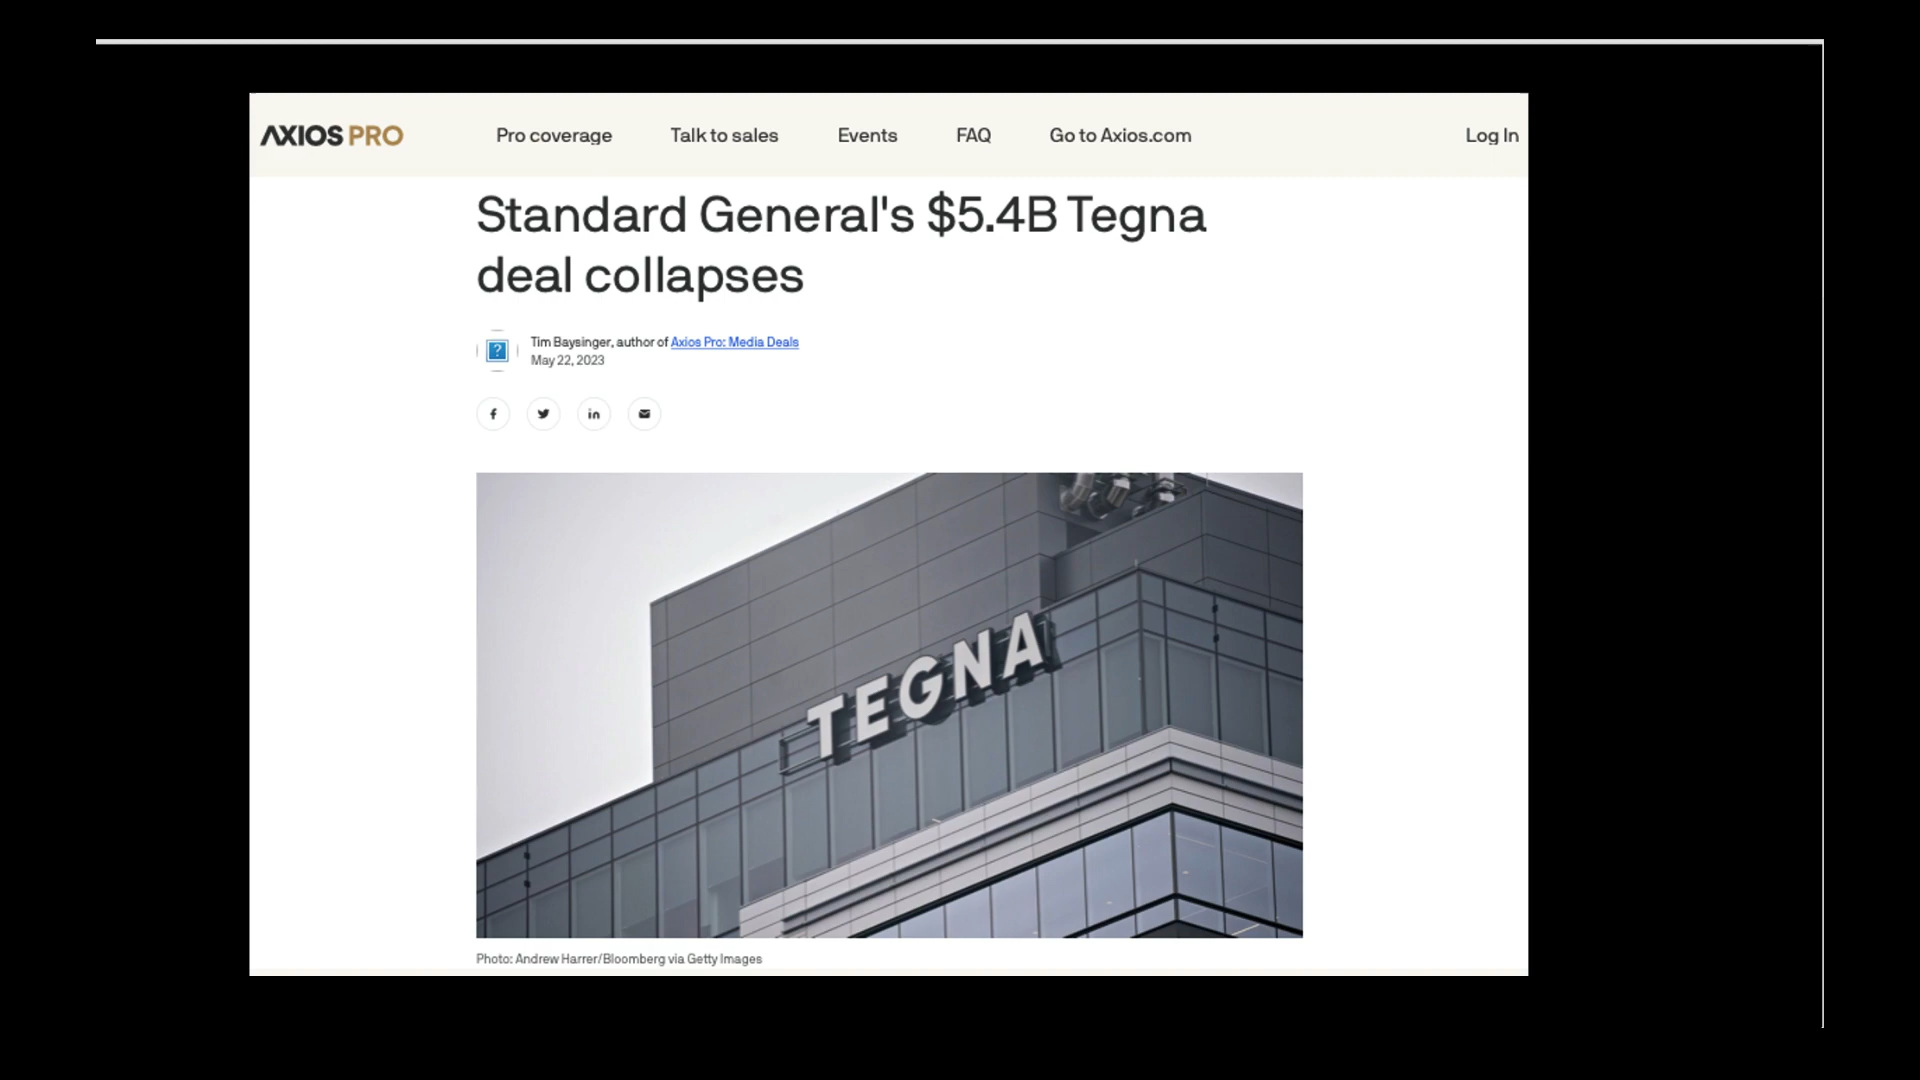 AXIOS PRO Pro coverage Talk to sales Events FAQ Go to Axios.com Log In
Standard General's $5.4B Tegna
deal collapses
Tim Baysinger, author of Axios Pro: Media Deals
May 22, 2023
TEGNA
Photo: Andrew Harrer/Bloomberg via Getty Images